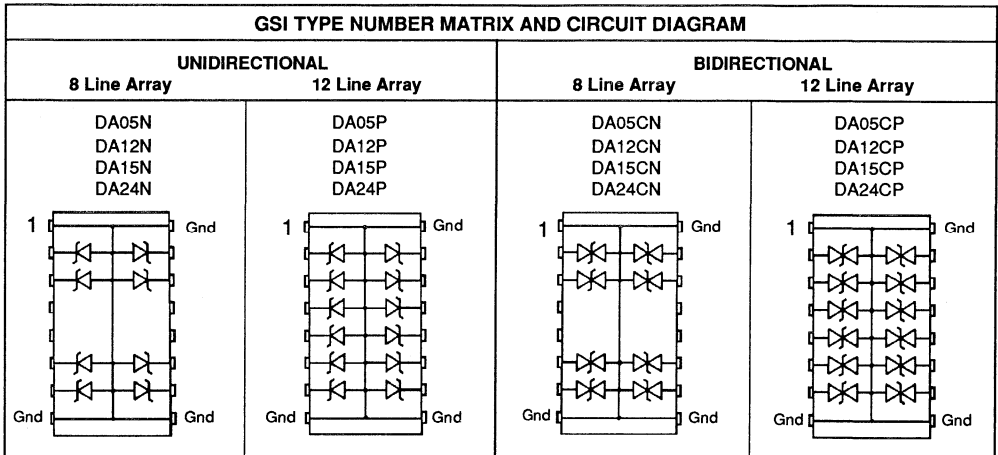 GSI TYPE NUMBER MATRIX AND CIRCUIT DIAGRAM
UNIDIRECTIONAL
8 Line Array 12 Line Array
BIDIRECTIONAL
8 Line Array 12 Line Array
DA05N
DA12N
DA15N
DA24N
1 Gnd
Gnd Gnd
DA05P
DA12P
DA15P
DA24P
1 Gnd
Gnd Gnd
DA05CN
DA12CN
DA15CN
DA24CN
1 Gnd
Gnd Gnd
DA05CP
DA12CP
DA15CP
DA24CP
1 Gnd
Gnd Gnd